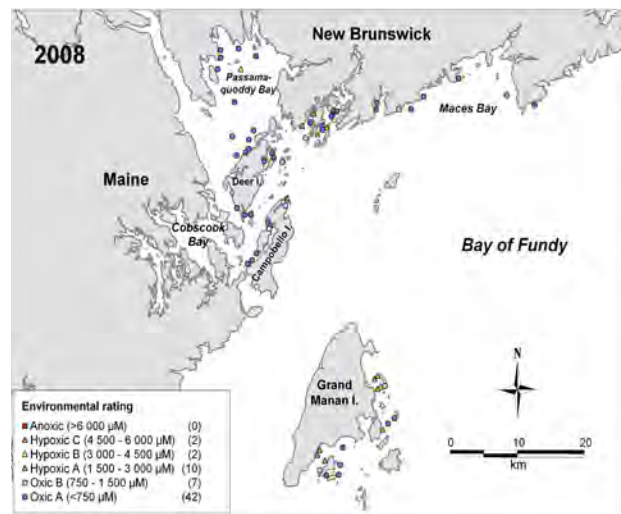 2008
New Brunswick
Passama-
quoddy Bay
Maces Bay
Maine
Deer I.
Cobscook
Bay
Campobello I.
Bay of Fundy
Grand
Manan I.
N
0 10 20
km
Environmental rating
Anoxic (>6 000 µM) (0)
Hypoxic C (4 500 - 6 000 µM) (2)
Hypoxic B (3 000 - 4 500 µM) (2)
Hypoxic A (1 500 - 3 000 µM) (10)
Oxic B (750 - 1 500 µM) (7)
Oxic A (<750 µM) (42)